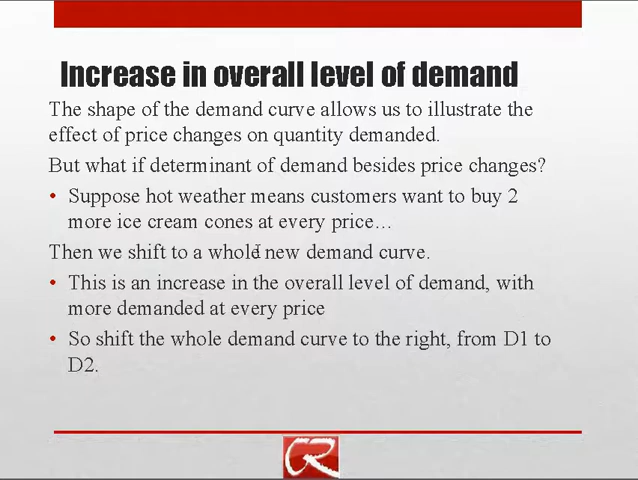 Increase in overall level of demand
The shape of the demand curve allows us to illustrate the
effect of price changes on quantity demanded.
But what if determinant of demand besides price changes?
• Suppose hot weather means customers want to buy 2
more ice cream cones at every price…
Then we shift to a whole new demand curve.
• This is an increase in the overall level of demand, with
more demanded at every price
• So shift the whole demand curve to the right, from D1 to
D2.